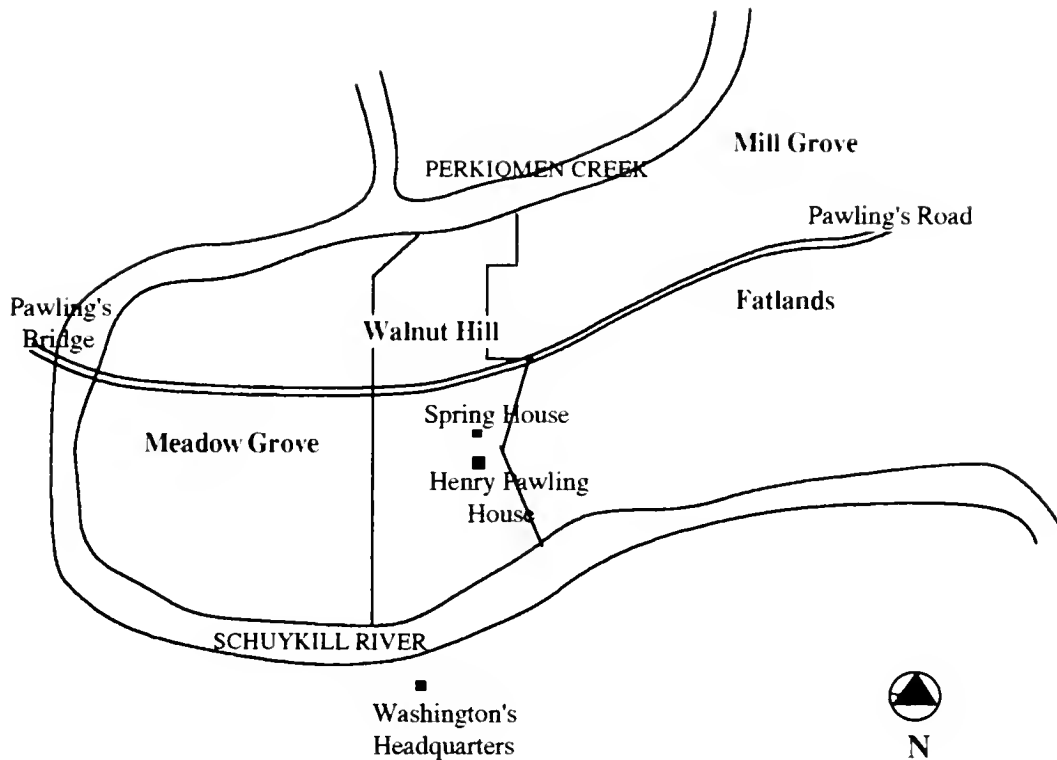 Mill Grove
PERKIOMEN CREEK
Pawling's Road
Pawling's
Bridge
Fatlands
Walnut Hill
Spring House
Meadow Grove
Henry Pawling
House
SCHUYKILL RIVER
Washington's
Headquarters
N